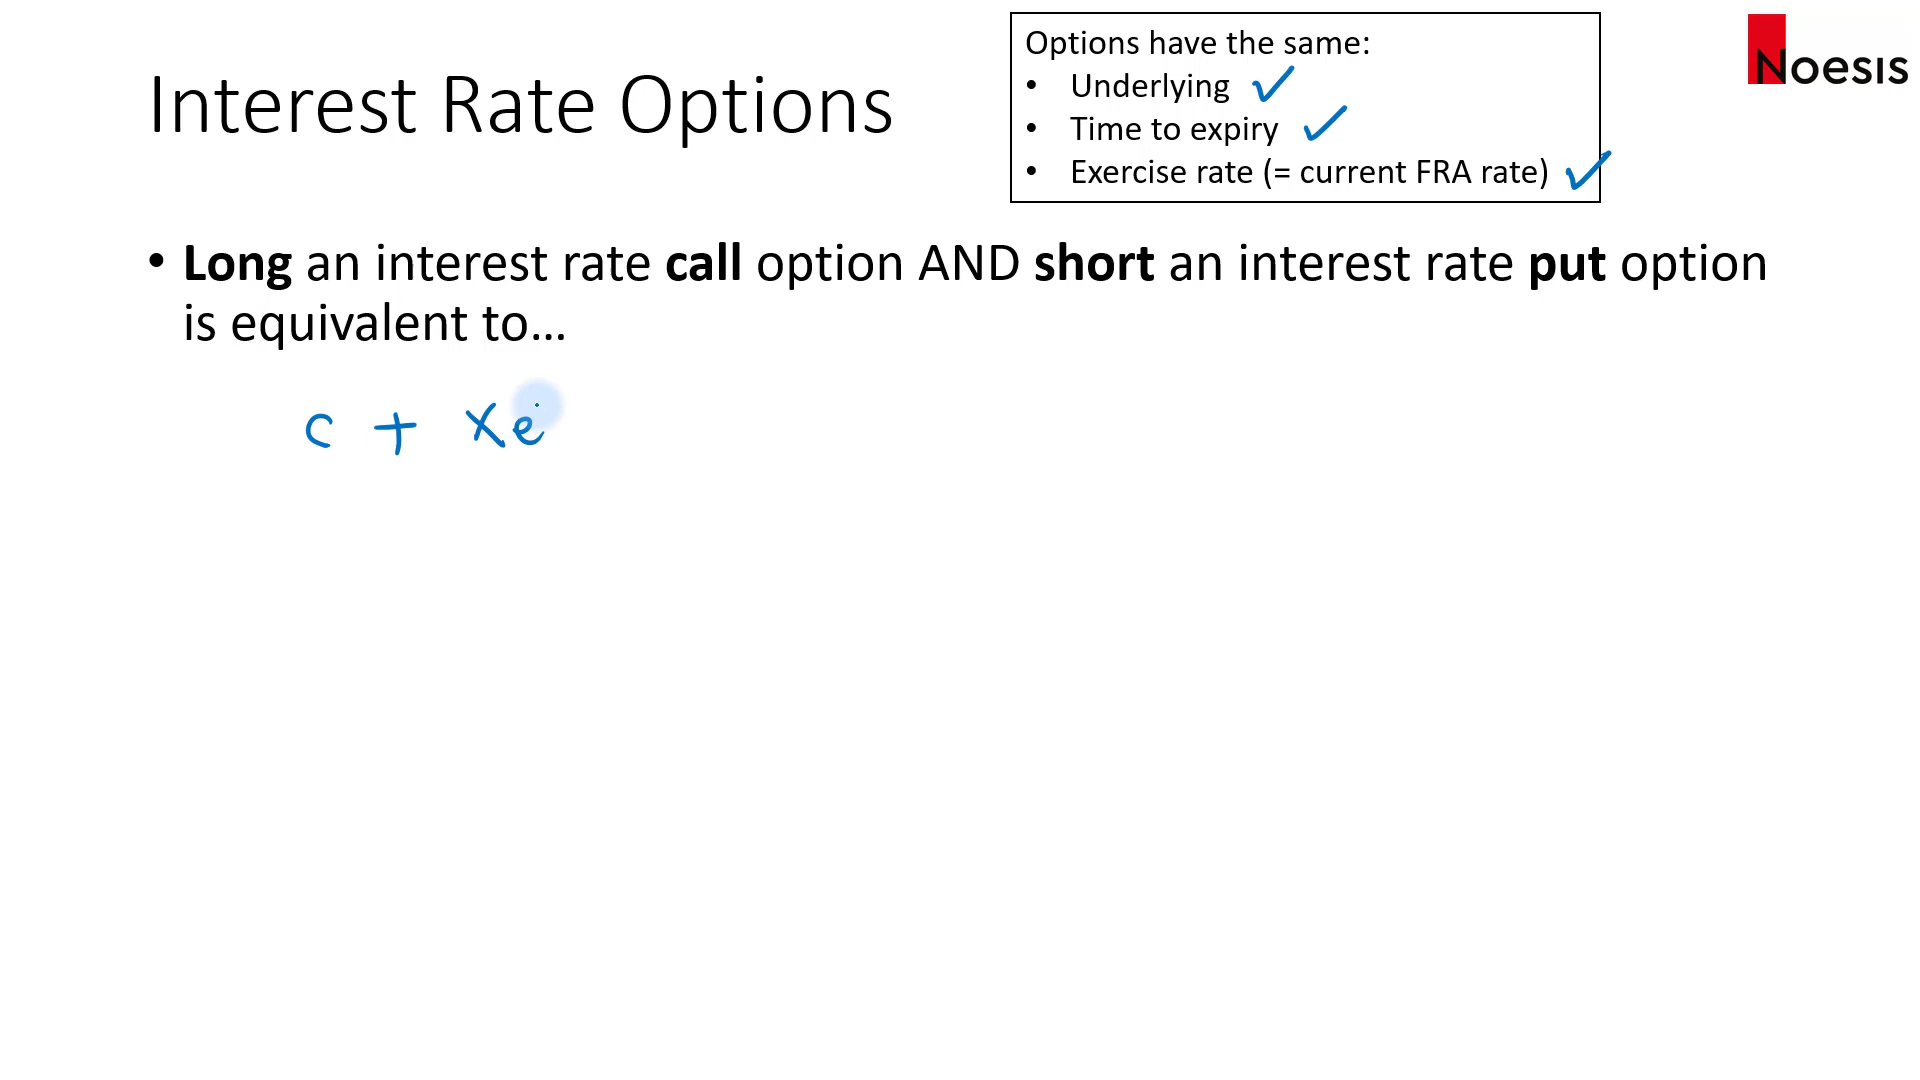 Interest Rate Options
Options have the same:
• Underlying ✓
• Time to expiry ✓
• Exercise rate (= current FRA rate) ✓
Noesis
• Long an interest rate call option AND short an interest rate put option
is equivalent to...
c + Xe